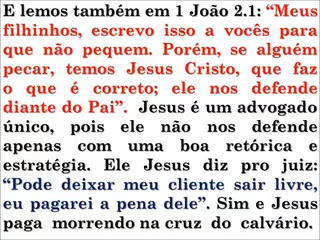 E lemos também em 1 João 2.1: “Meus
filhinhos, escrevo isso a vocês para
que não pequem. Porém, se alguém
pecar, temos Jesus Cristo, que faz
o que é correto; ele nos defende
diante do Pai”. Jesus é um advogado
único, pois ele não nos defende
apenas com uma boa retórica e
estratégia. Ele Jesus diz pro juiz:
“Pode deixar meu cliente sair livre,
eu pagarei a pena dele”. Sim e Jesus
paga morrendo na cruz do calvário.